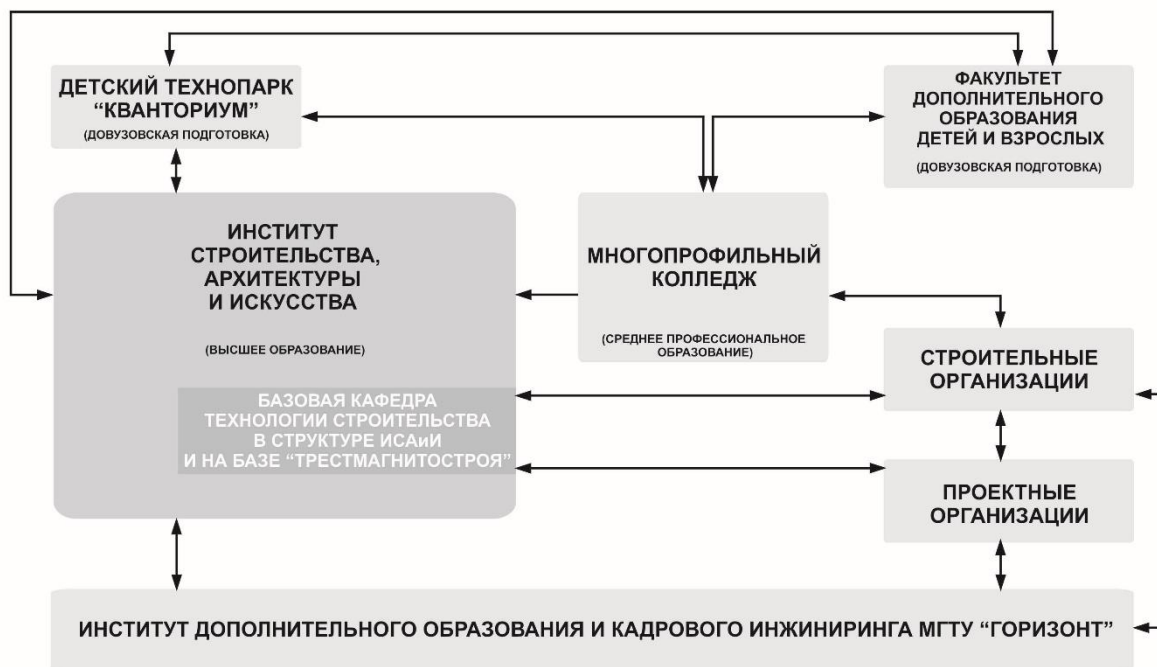 ДЕТСКИЙ ТЕХНОПАРК
“КВАНТОРИУМ”
(ДОВУЗОВСКАЯ ПОДГОТОВКА)
ФАКУЛЬТЕТ
ДОПОЛНИТЕЛЬНОГО
ОБРАЗОВАНИЯ
ДЕТЕЙ И ВЗРОСЛЫХ
(ДОВУЗОВСКАЯ ПОДГОТОВКА)
ИНСТИТУТ
СТРОИТЕЛЬСТВА,
АРХИТЕКТУРЫ
И ИСКУССТВА
(ВЫСШЕЕ ОБРАЗОВАНИЕ)
БАЗОВАЯ КАФЕДРА
ТЕХНОЛОГИИ СТРОИТЕЛЬСТВА
В СТРУКТУРЕ ИСАиИ
И НА БАЗЕ “ТРЕСТМАГНИТОСТРОЯ”
МНОГОПРОФИЛЬНЫЙ
КОЛЛЕДЖ
(СРЕДНЕЕ ПРОФЕССИОНАЛЬНОЕ
ОБРАЗОВАНИЕ)
СТРОИТЕЛЬНЫЕ
ОРГАНИЗАЦИИ
ПРОЕКТНЫЕ
ОРГАНИЗАЦИИ
ИНСТИТУТ ДОПОЛНИТЕЛЬНОГО ОБРАЗОВАНИЯ И КАДРОВОГО ИНЖИНИРИНГА МГТУ “ГОРИЗОНТ”